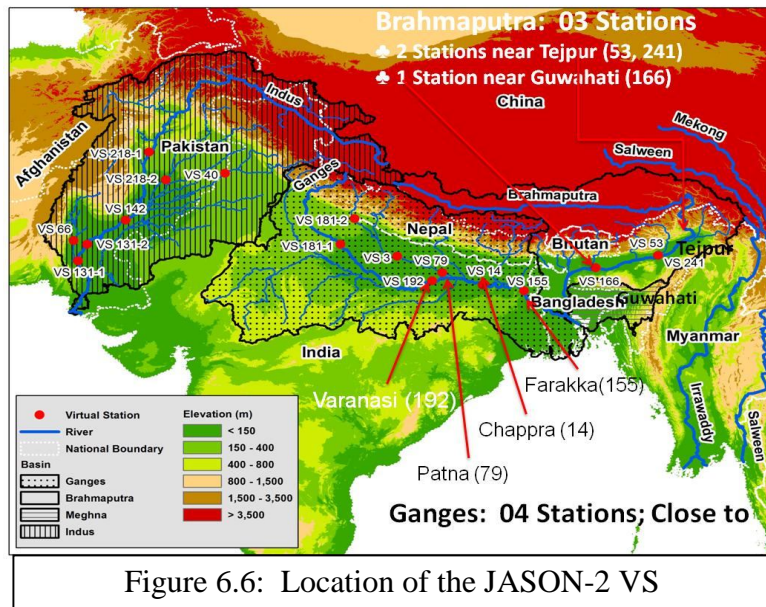 Brahmaputra: 03 Stations
♣ 2 Stations near Tejpur (53, 241)
♣ 1 Station near Guwahati (166)
China
Indus
Mekong
Salween
Afghanistan
Pakistan
VS 218-1
VS 218-2
VS 40
VS 142
VS 66
VS 131-2
VS 131-1
Ganges
Brahmaputra
VS 181-2
Nepal
VS 181-1
VS 3
VS 79
VS 14
VS 192
VS 155
Bhutan
VS 53
Tejpur
VS 241
VS 166
Guwahati
Bangladesh
Myanmar
India
Irrawaddy
Salween
Farakka(155)
Varanasi (192)
Chappra (14)
Patna (79)
Ganges: 04 Stations; Close to
Virtual Station
River
National Boundary
Basin
Ganges
Brahmaputra
Meghna
Indus
Elevation (m)
< 150
150 - 400
400 - 800
800 - 1,500
1,500 - 3,500
> 3,500
Figure 6.6: Location of the JASON-2 VS